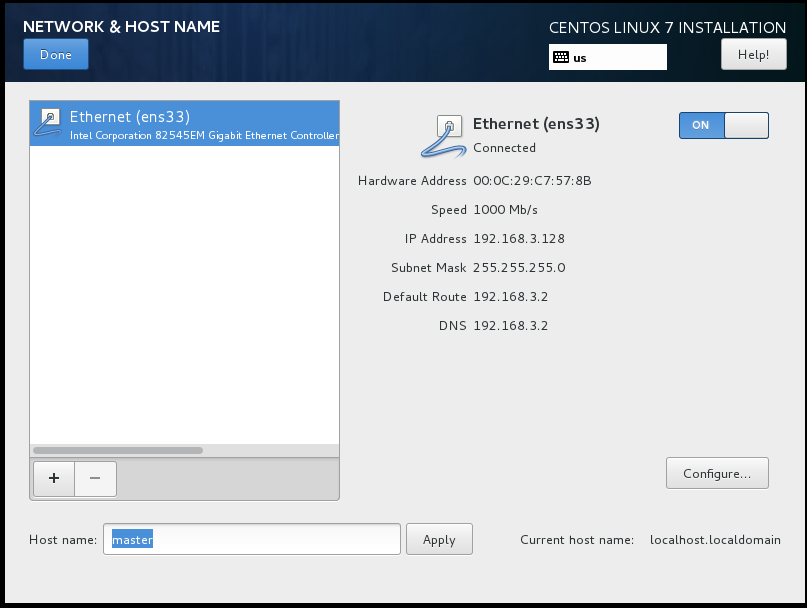 NETWORK & HOST NAME
CENTOS LINUX 7 INSTALLATION
Done
us
Help!
Ethernet (ens33)
Intel Corporation 82545EM Gigabit Ethernet Controller
Ethernet (ens33)
Connected
ON
Hardware Address 00:0C:29:C7:57:8B
Speed 1000 Mb/s
IP Address 192.168.3.128
Subnet Mask 255.255.255.0
Default Route 192.168.3.2
DNS 192.168.3.2
+ −
Configure...
Host name: master Apply Current host name: localhost.localdomain